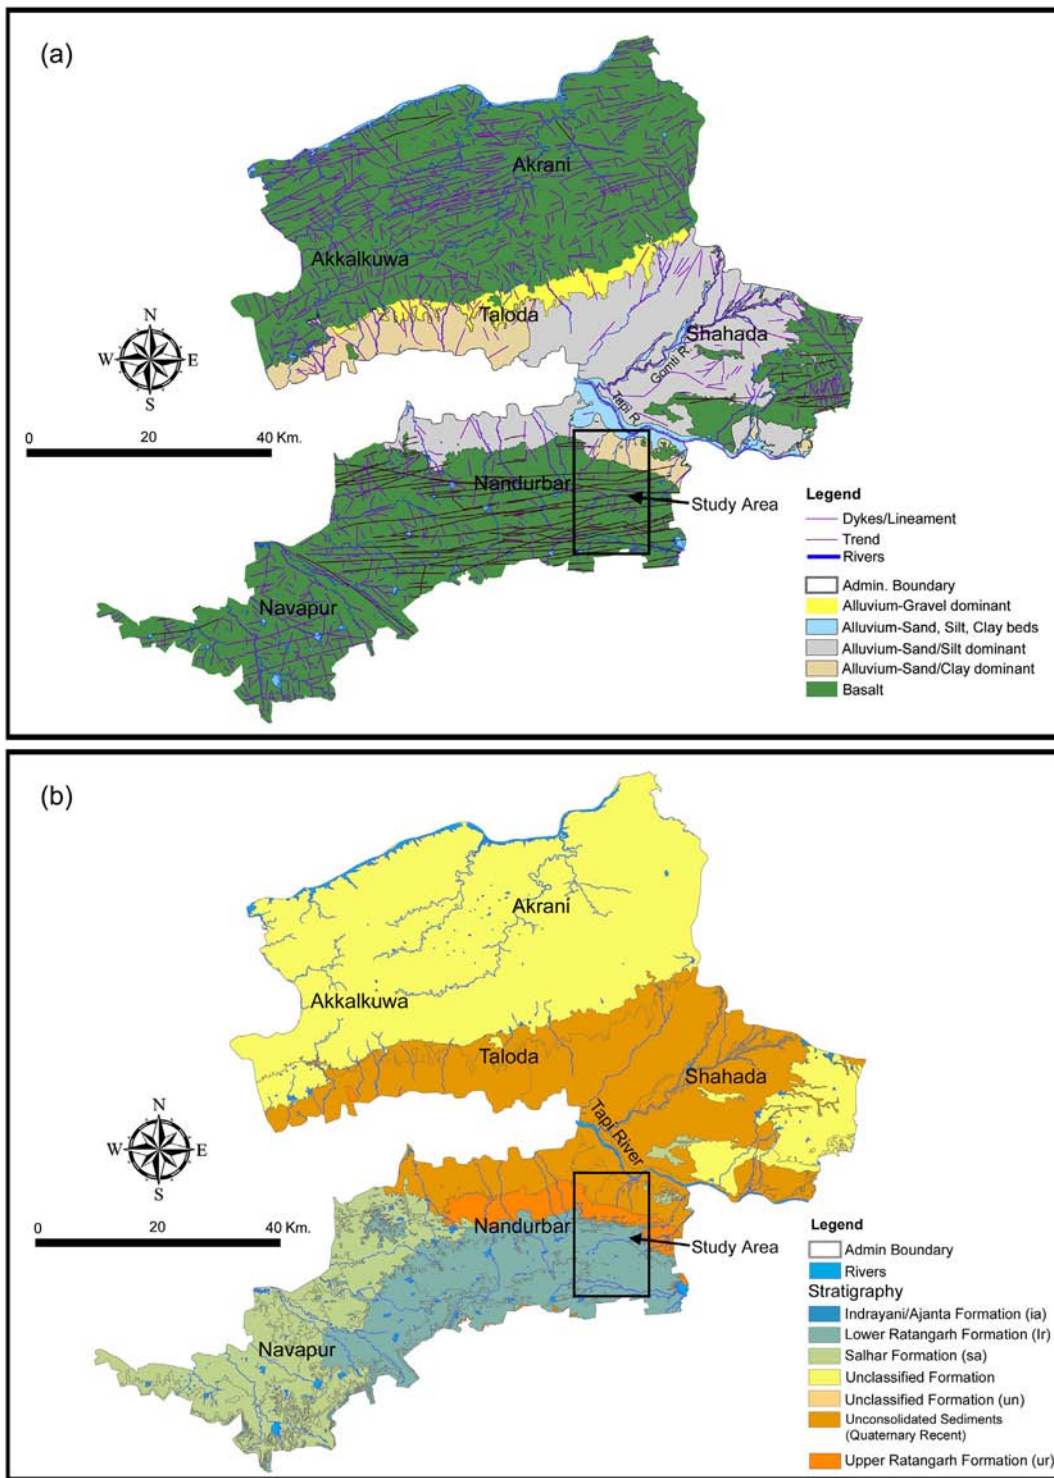 (a)
Akrani
Akkalkuwa
Taloda
Shahada
Gomti R.
Tapi R
N
W E
S
0 20 40 Km.
Nandurbar
Study Area
Navapur
Legend
Dykes/Lineament
Trend
Rivers
Admin. Boundary
Alluvium-Gravel dominant
Alluvium-Sand, Silt, Clay beds
Alluvium-Sand/Silt dominant
Alluvium-Sand/Clay dominant
Basalt
(b)
Akrani
Akkalkuwa
Taloda
Shahada
Tapi River
N
W E
S
0 20 40 Km.
Nandurbar
Study Area
Navapur
Legend
Admin Boundary
Rivers
Stratigraphy
Indrayani/Ajanta Formation (ia)
Lower Ratangarh Formation (lr)
Salhar Formation (sa)
Unclassified Formation
Unclassified Formation (un)
Unconsolidated Sediments
(Quaternary Recent)
Upper Ratangarh Formation (ur)